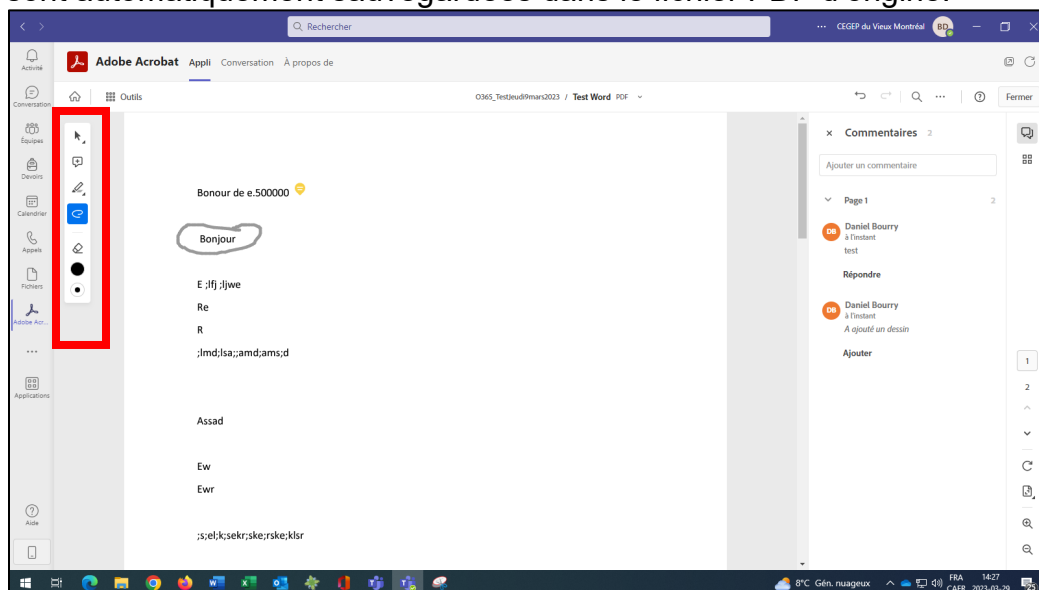 sont automatiquement sauvegardées dans le fichier PDF d'origine.
Rechercher
CEGEP du Vieux Montréal
BD
Activité
Adobe Acrobat Appli Conversation À propos de
Conversation
Outils
O365_TestJeudi9mars2023 / Test Word PDF
Fermer
Équipes
Devoirs
Calendrier
Appels
Fichiers
Adobe Acr...
Applications
Aide
Bonour de e.500000
Bonjour
E ;lfj ;ljwe
Re
R
;lmd;lsa;;amd;ams;d
Assad
Ew
Ewr
;s;el;k;sekr;ske;rske;klsr
Commentaires 2
Ajouter un commentaire
Page 1 2
DB Daniel Bourry
à l'instant
test
Répondre
DB Daniel Bourry
à l'instant
A ajouté un dessin
Ajouter
1
2
8°C Gén. nuageux
FRA 14:27
CAFR 2023-03-29
25